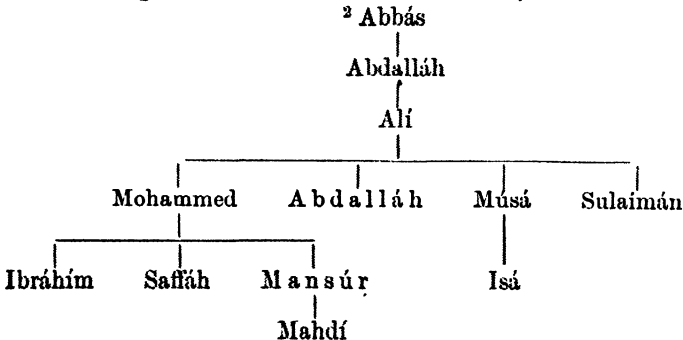 ² Abbás
Abdalláh
Alí
Mohammed Abdalláh Músá Sulaimán
Ibráhím Saffáh Mansúr Isá
Mahdí